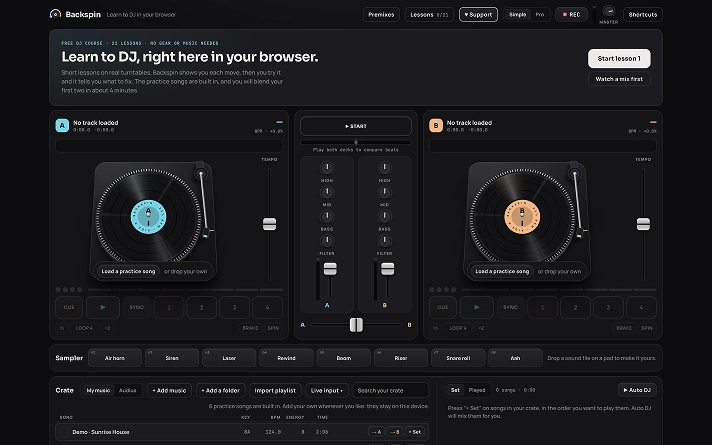 Backspin
Learn to DJ in your browser
Premixes
Lessons 0/21
♥ Support
Simple
Pro
REC
MASTER
Shortcuts
FREE DJ COURSE · 21 LESSONS · NO GEAR OR MUSIC NEEDED
Learn to DJ, right here in your browser.
Short lessons on real turntables. Backspin shows you each move, then you try it
and it tells you what to fix. The practice songs are built in, and you will blend your
first two in about 4 minutes.
Start lesson 1
Watch a mix first
A
No track loaded
0:00.0 -0:00.0
—
BPM · +0.0%
TEMPO
A
Load a practice song
or drop your own
CUE
▶
SYNC
1
2
3
4
LOOP 4
×2
BRAKE
SPIN
▶ START
Play both decks to compare beats
HIGH
HIGH
MID
MID
BASS
BASS
FILTER
FILTER
A
B
A
B
B
No track loaded
0:00.0 -0:00.0
—
BPM · +0.0%
TEMPO
B
Load a practice song
or drop your own
CUE
▶
SYNC
1
2
3
4
LOOP 4
×2
BRAKE
SPIN
Sampler
Air horn
Siren
Laser
Rewind
Boom
Riser
Snare roll
Aah
Drop a sound file on a pad to make it yours.
Crate
My music
Audius
+ Add music
+ Add a folder
Import playlist
Live input
Search your crate
6 practice songs are built in. Add your own whenever you like: they stay on this device.
SONG
KEY
BPM
ENERGY
TIME
Demo · Sunrise House
8A
124.0
8
2:06
→ A
→ B
+ Set
Set
Played
0 songs · 0:00
▶ Auto DJ
Press "+ Set" on songs in your crate, in the order you want to play them. Auto DJ
will mix them for you.